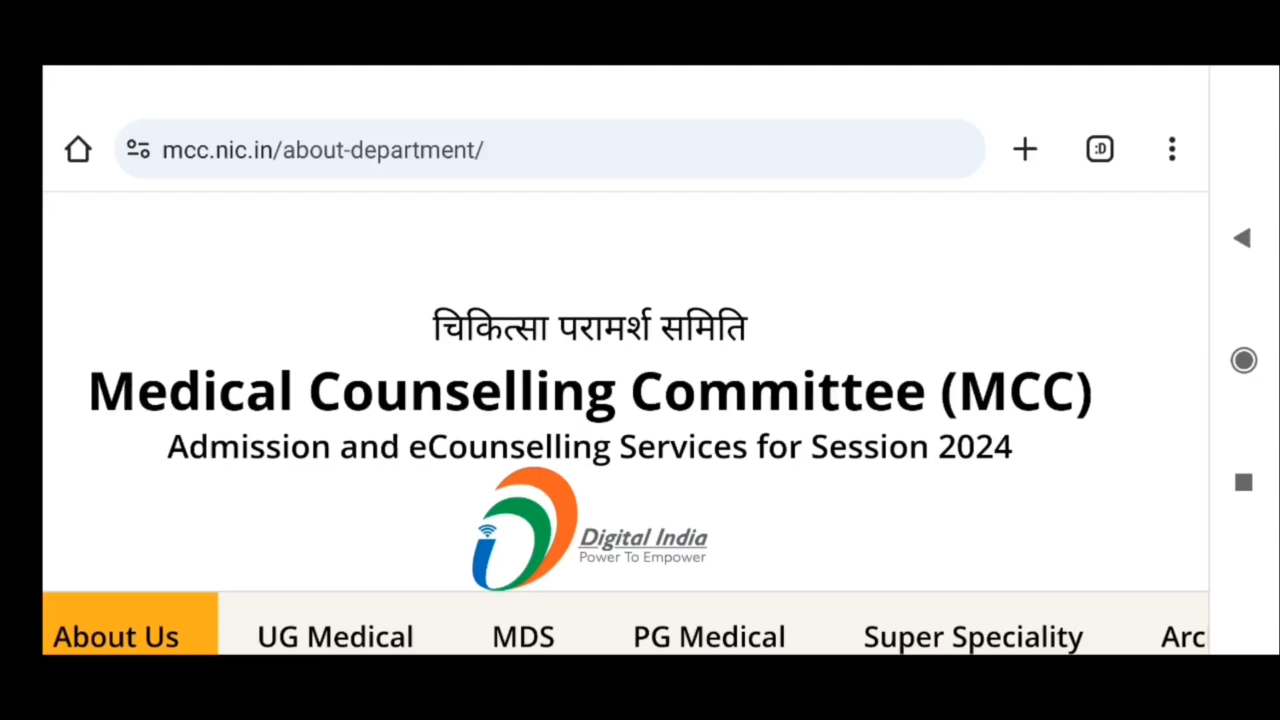 mcc.nic.in/about-department/
:D
चिकित्सा परामर्श समिति
Medical Counselling Committee (MCC)
Admission and eCounselling Services for Session 2024
Digital India
Power To Empower
About Us UG Medical MDS PG Medical Super Speciality Arc